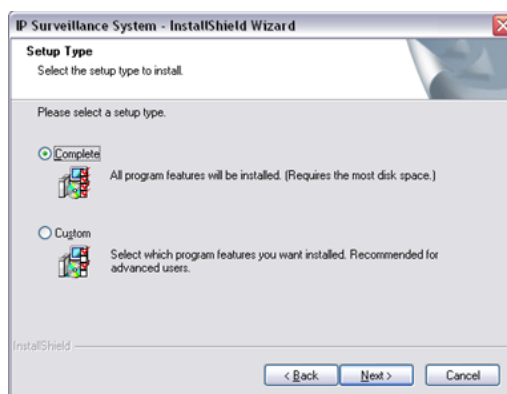 IP Surveillance System - InstallShield Wizard
Setup Type
Select the setup type to install.
Please select a setup type.
Complete
All program features will be installed. (Requires the most disk space.)
Custom
Select which program features you want installed. Recommended for
advanced users.
InstallShield
< Back
Next >
Cancel